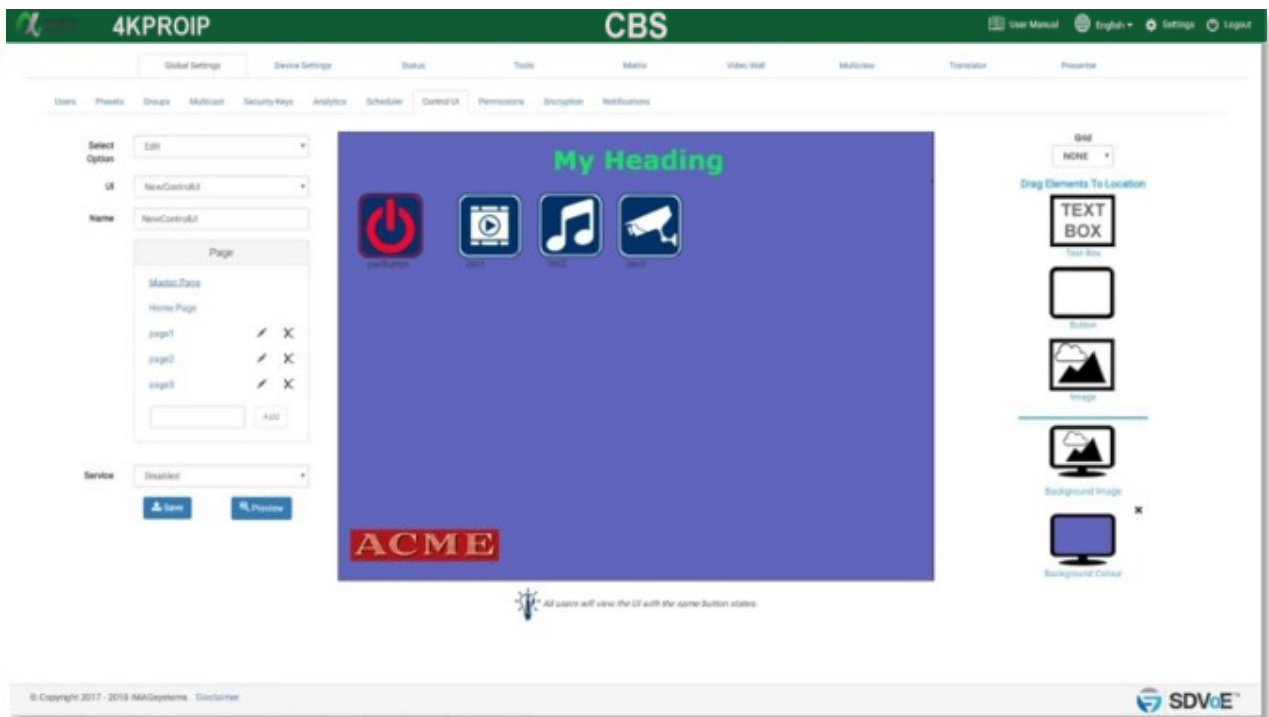 4KPROIP
CBS
User Manual
English
Settings
Logout
Global Settings
Device Settings
Status
Tools
Matrix
Video Wall
Multiview
Translator
Presenter
Users
Presets
Groups
Multicast
Security Keys
Analytics
Scheduler
Control UI
Permissions
Encryption
Notifications
Select
Option
Edit
UI
NewControlUI
Name
NewControlUI
Page
Master Page
Home Page
page1
page2
page3
Add
Service
Disabled
Save
Preview
My Heading
ACME
All users will view the UI with the same button states.
Grid
NONE
Drag Elements To Location
TEXT
BOX
Text Box
Button
Image
Background Image
Background Colour
© Copyright 2017 - 2018 IMAGsystems Disclaimer
SDVoE